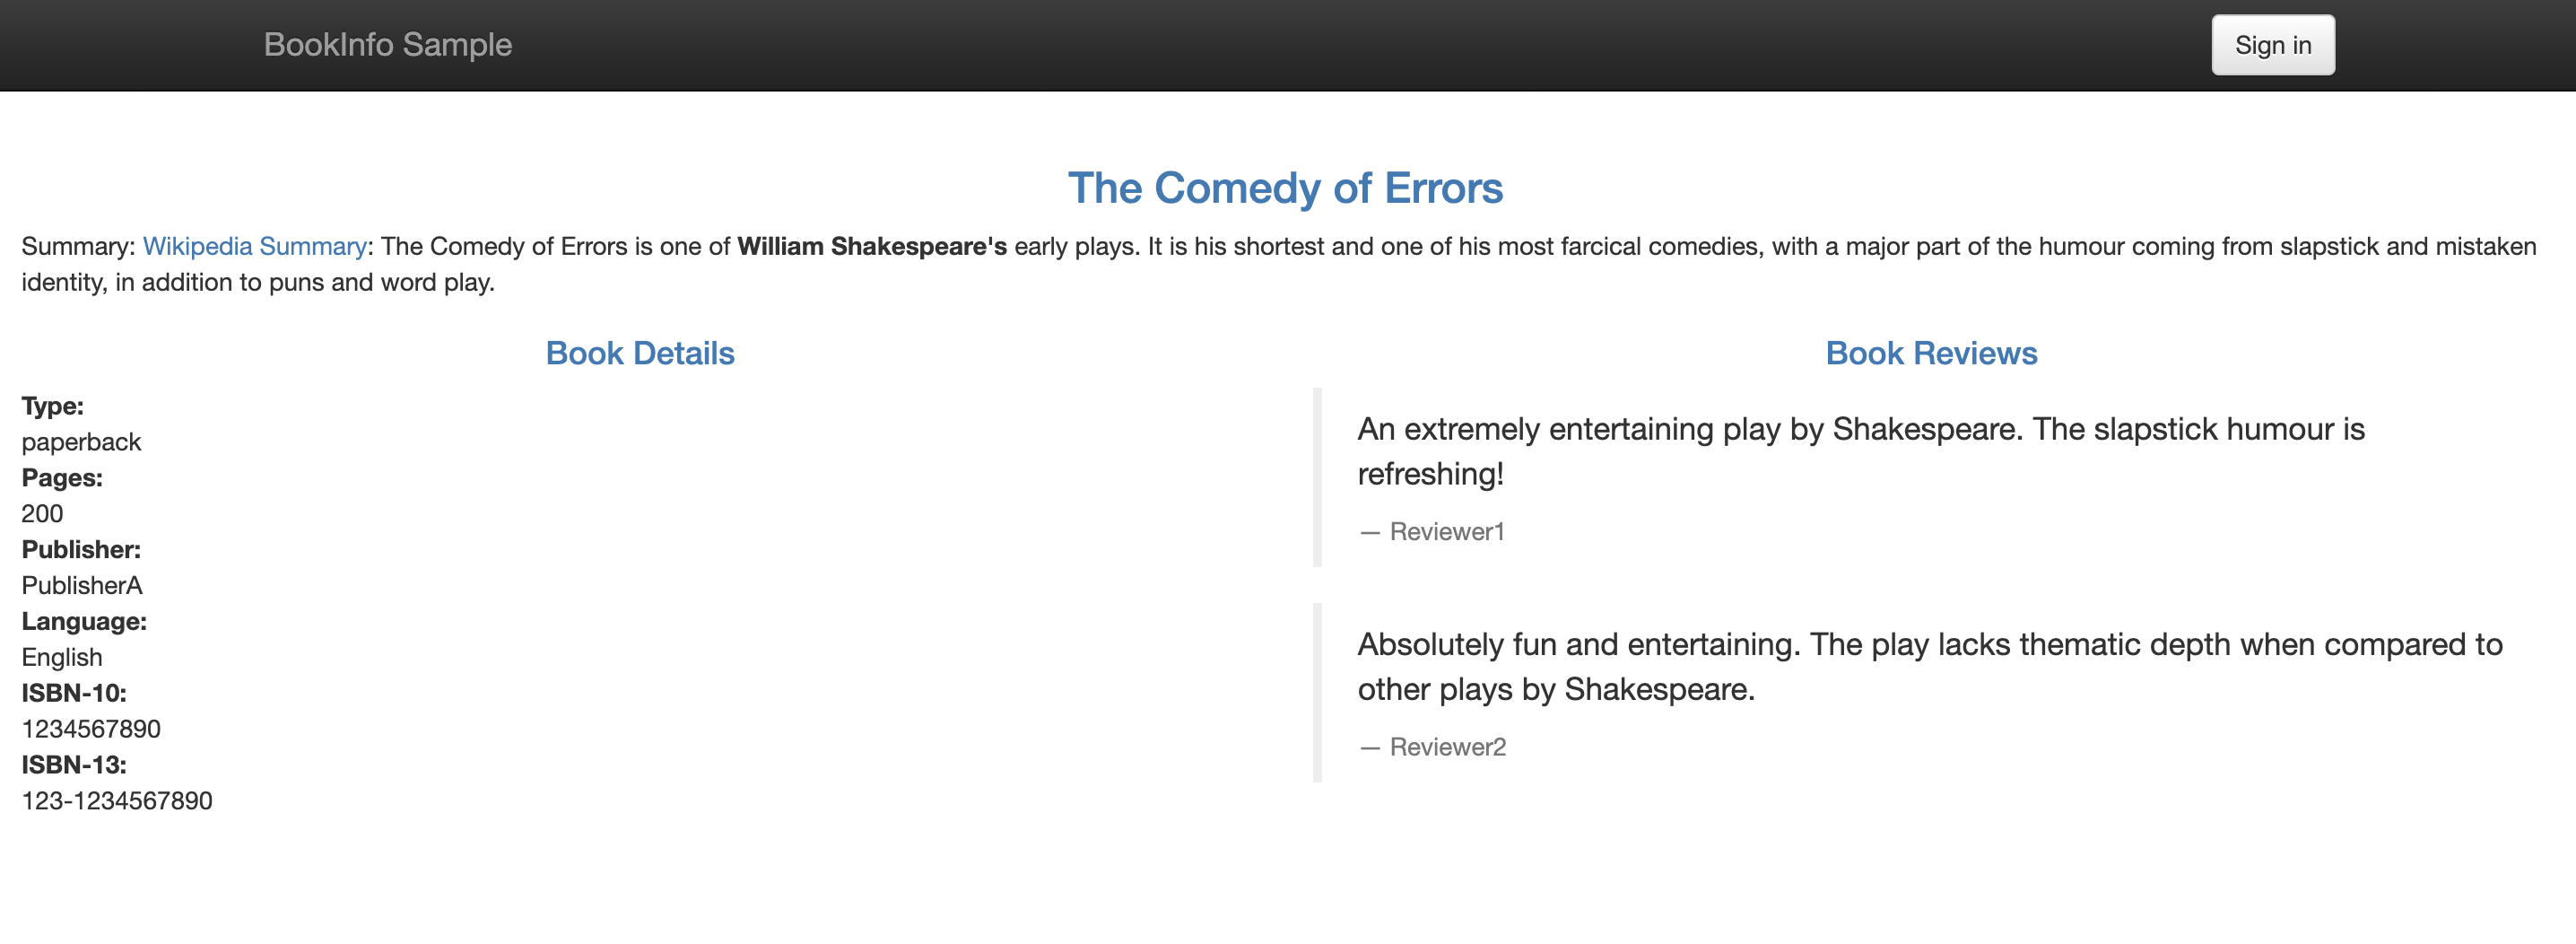 BookInfo Sample
Sign in
The Comedy of Errors
Summary: Wikipedia Summary: The Comedy of Errors is one of William Shakespeare's early plays. It is his shortest and one of his most farcical comedies, with a major part of the humour coming from slapstick and mistaken
identity, in addition to puns and word play.
Book Details
Type:
paperback
Pages:
200
Publisher:
PublisherA
Language:
English
ISBN-10:
1234567890
ISBN-13:
123-1234567890
Book Reviews
An extremely entertaining play by Shakespeare. The slapstick humour is
refreshing!
— Reviewer1
Absolutely fun and entertaining. The play lacks thematic depth when compared to
other plays by Shakespeare.
— Reviewer2